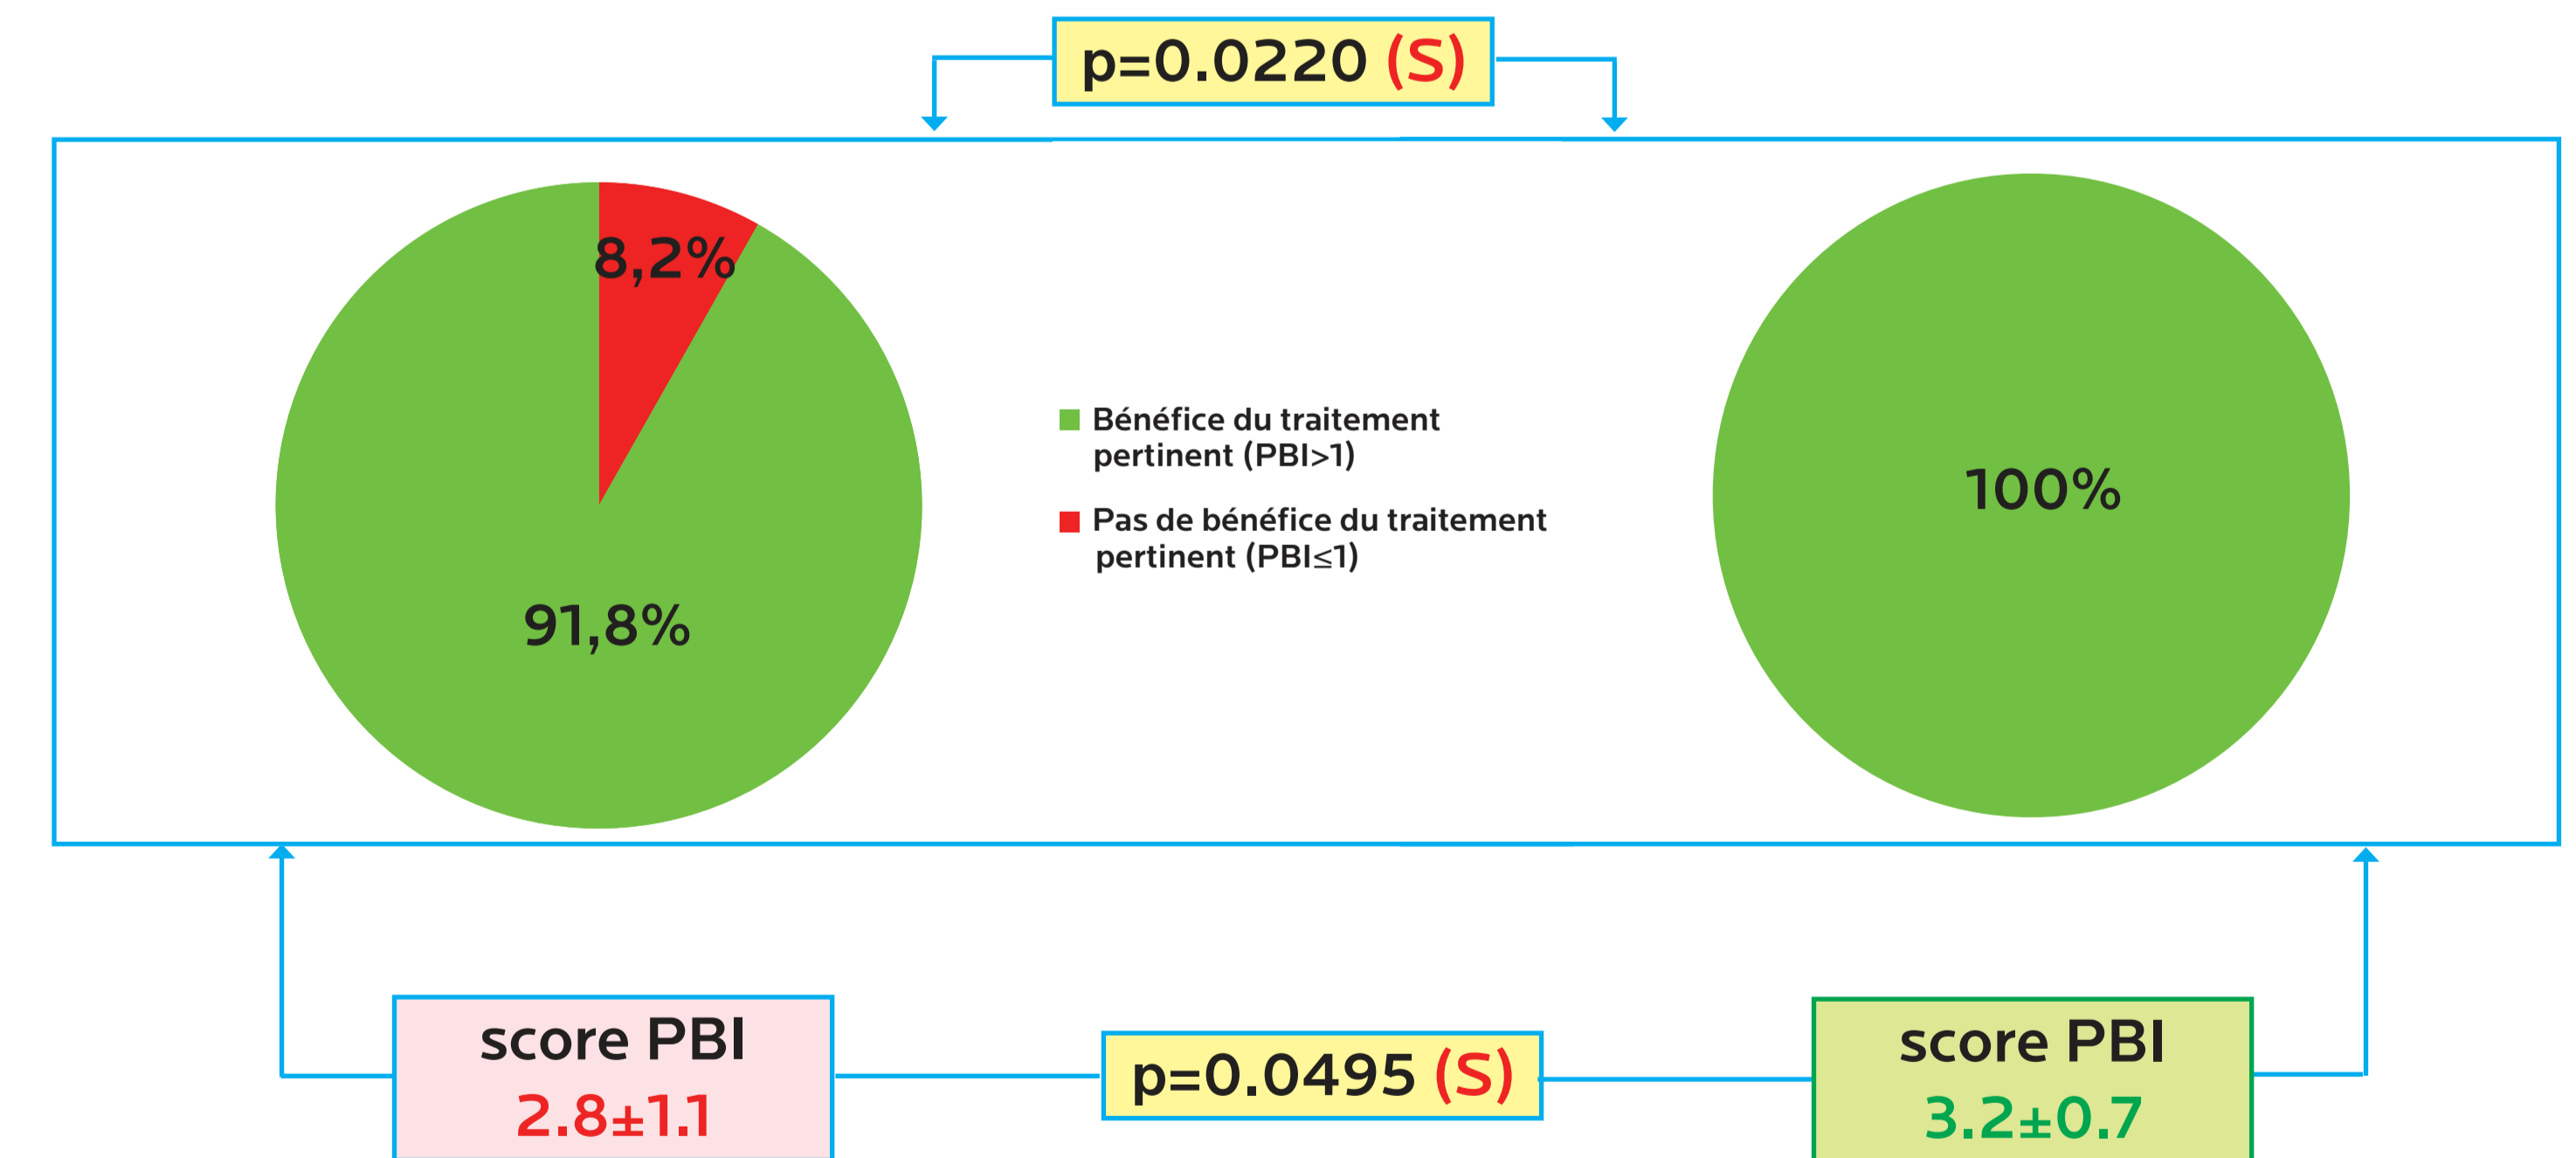 p=0.0220 (S)
8,2%
91,8%
Bénéfice du traitement
pertinent (PBI>1)
Pas de bénéfice du traitement
pertinent (PBI≤1)
100%
score PBI
2.8±1.1
p=0.0495 (S)
score PBI
3.2±0.7